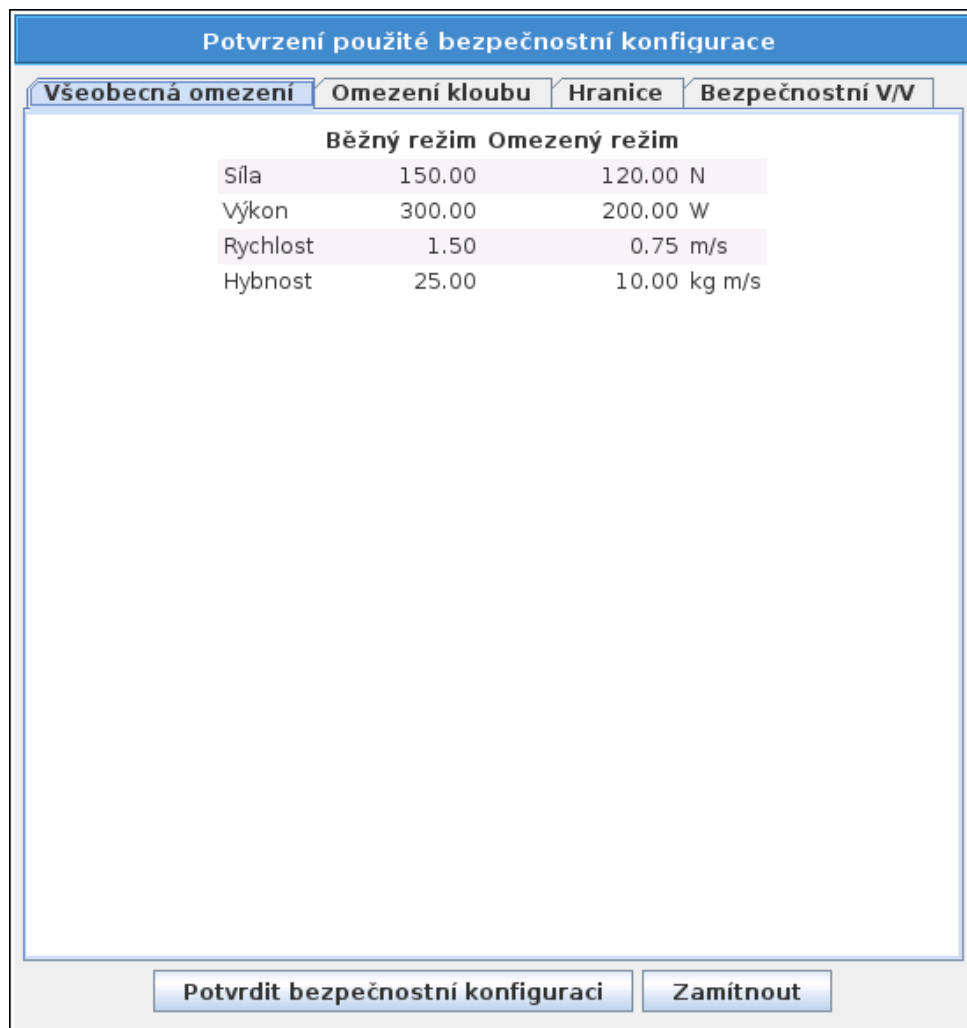 Potvrzení použité bezpečnostní konfigurace
Všeobecná omezení Omezení kloubu Hranice Bezpečnostní V/V
Běžný režim Omezený režim
Síla 150.00 120.00 N
Výkon 300.00 200.00 W
Rychlost 1.50 0.75 m/s
Hybnost 25.00 10.00 kg m/s
Potvrdit bezpečnostní konfiguraci Zamítnout